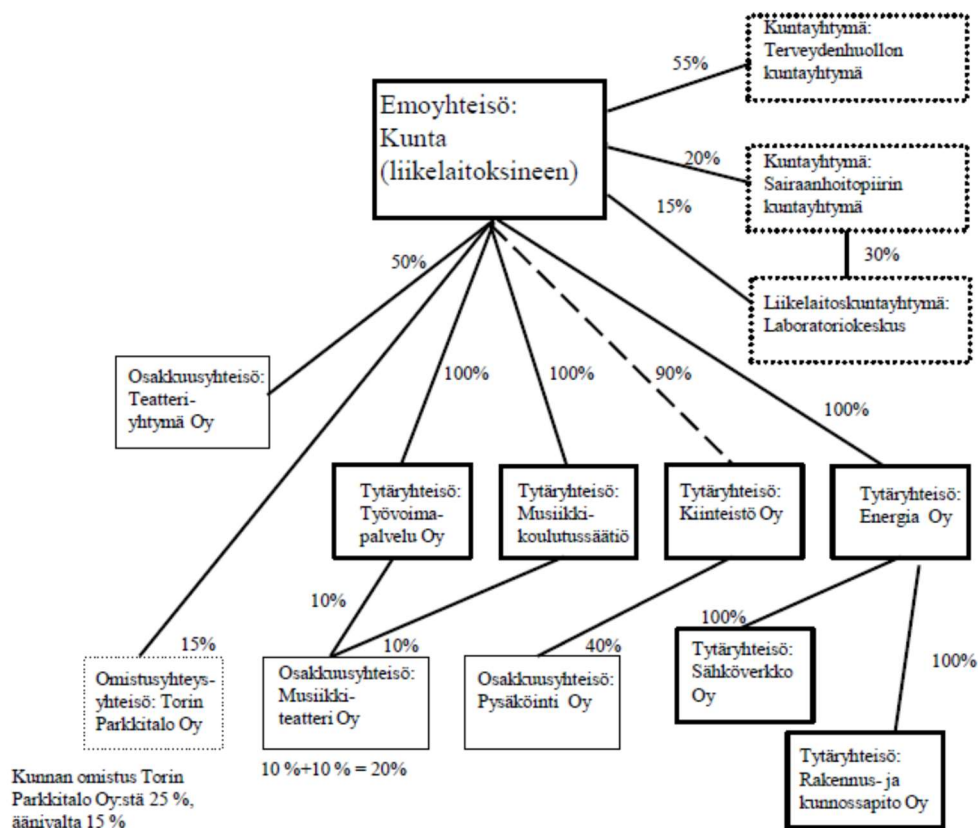 Kuntayhtymä:
Terveydenhuollon
kuntayhtymä
55%
Emoyhteisö:
Kunta
(liikelaitoksineen)
20%
Kuntayhtymä:
Sairaanhoitopiirin
kuntayhtymä
15%
30%
50%
Liikelaitoskuntayhtymä:
Laboratoriokeskus
Osakkuusyhteisö:
Teatteri-
yhtymä Oy
100%
100%
90%
100%
Tytäryhteisö:
Työvoima-
palvelu Oy
Tytäryhteisö:
Musiikki-
koulutussäätiö
Tytäryhteisö:
Kiinteistö Oy
Tytäryhteisö:
Energia Oy
10%
15%
10%
40%
100%
100%
Omistusyhteys-
yhteisö: Torin
Parkkitalo Oy
Osakkuusyhteisö:
Musiikki-
teatteri Oy
Osakkuusyhteisö:
Pysäköinti Oy
Tytäryhteisö:
Sähköverkko
Oy
Kunnan omistus Torin
Parkkitalo Oy:stä 25 %,
äänivalta 15 %
10 %+10 % = 20%
Tytäryhteisö:
Rakennus- ja
kunnossapito Oy